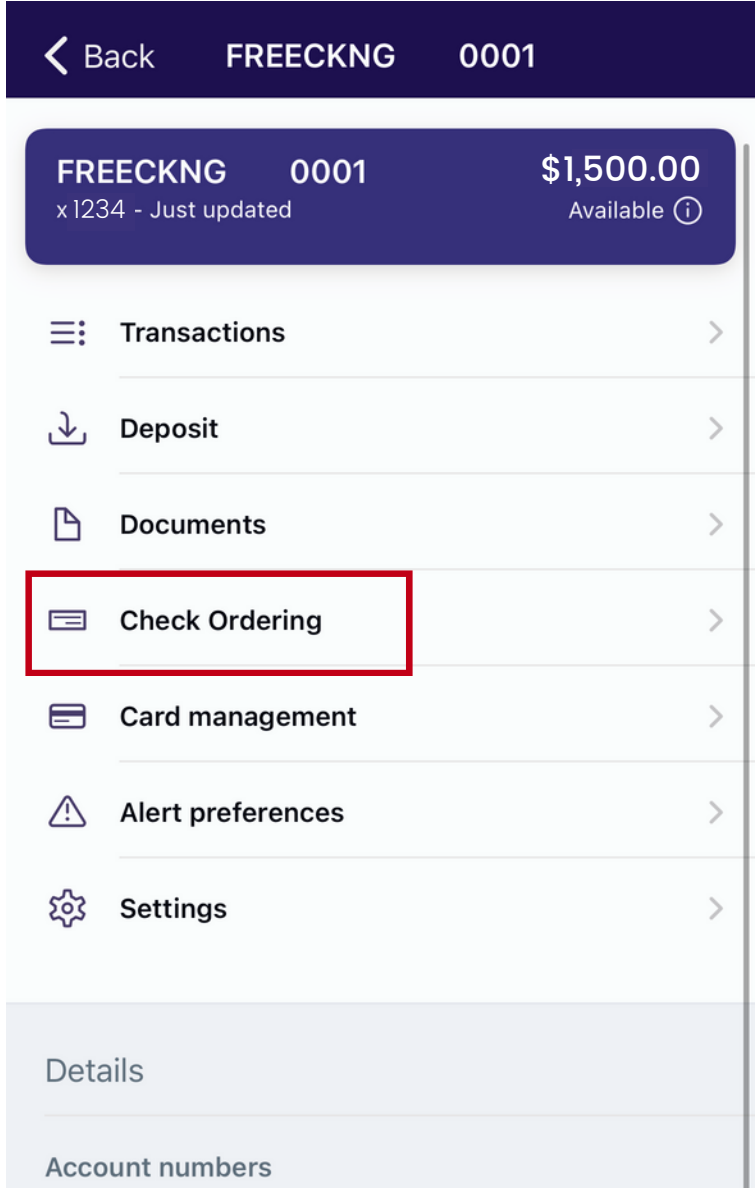 Back FREECKNG 0001
FREECKNG 0001 $1,500.00
x 1234 - Just updated Available
Transactions
Deposit
Documents
Check Ordering
Card management
Alert preferences
Settings
Details
Account numbers